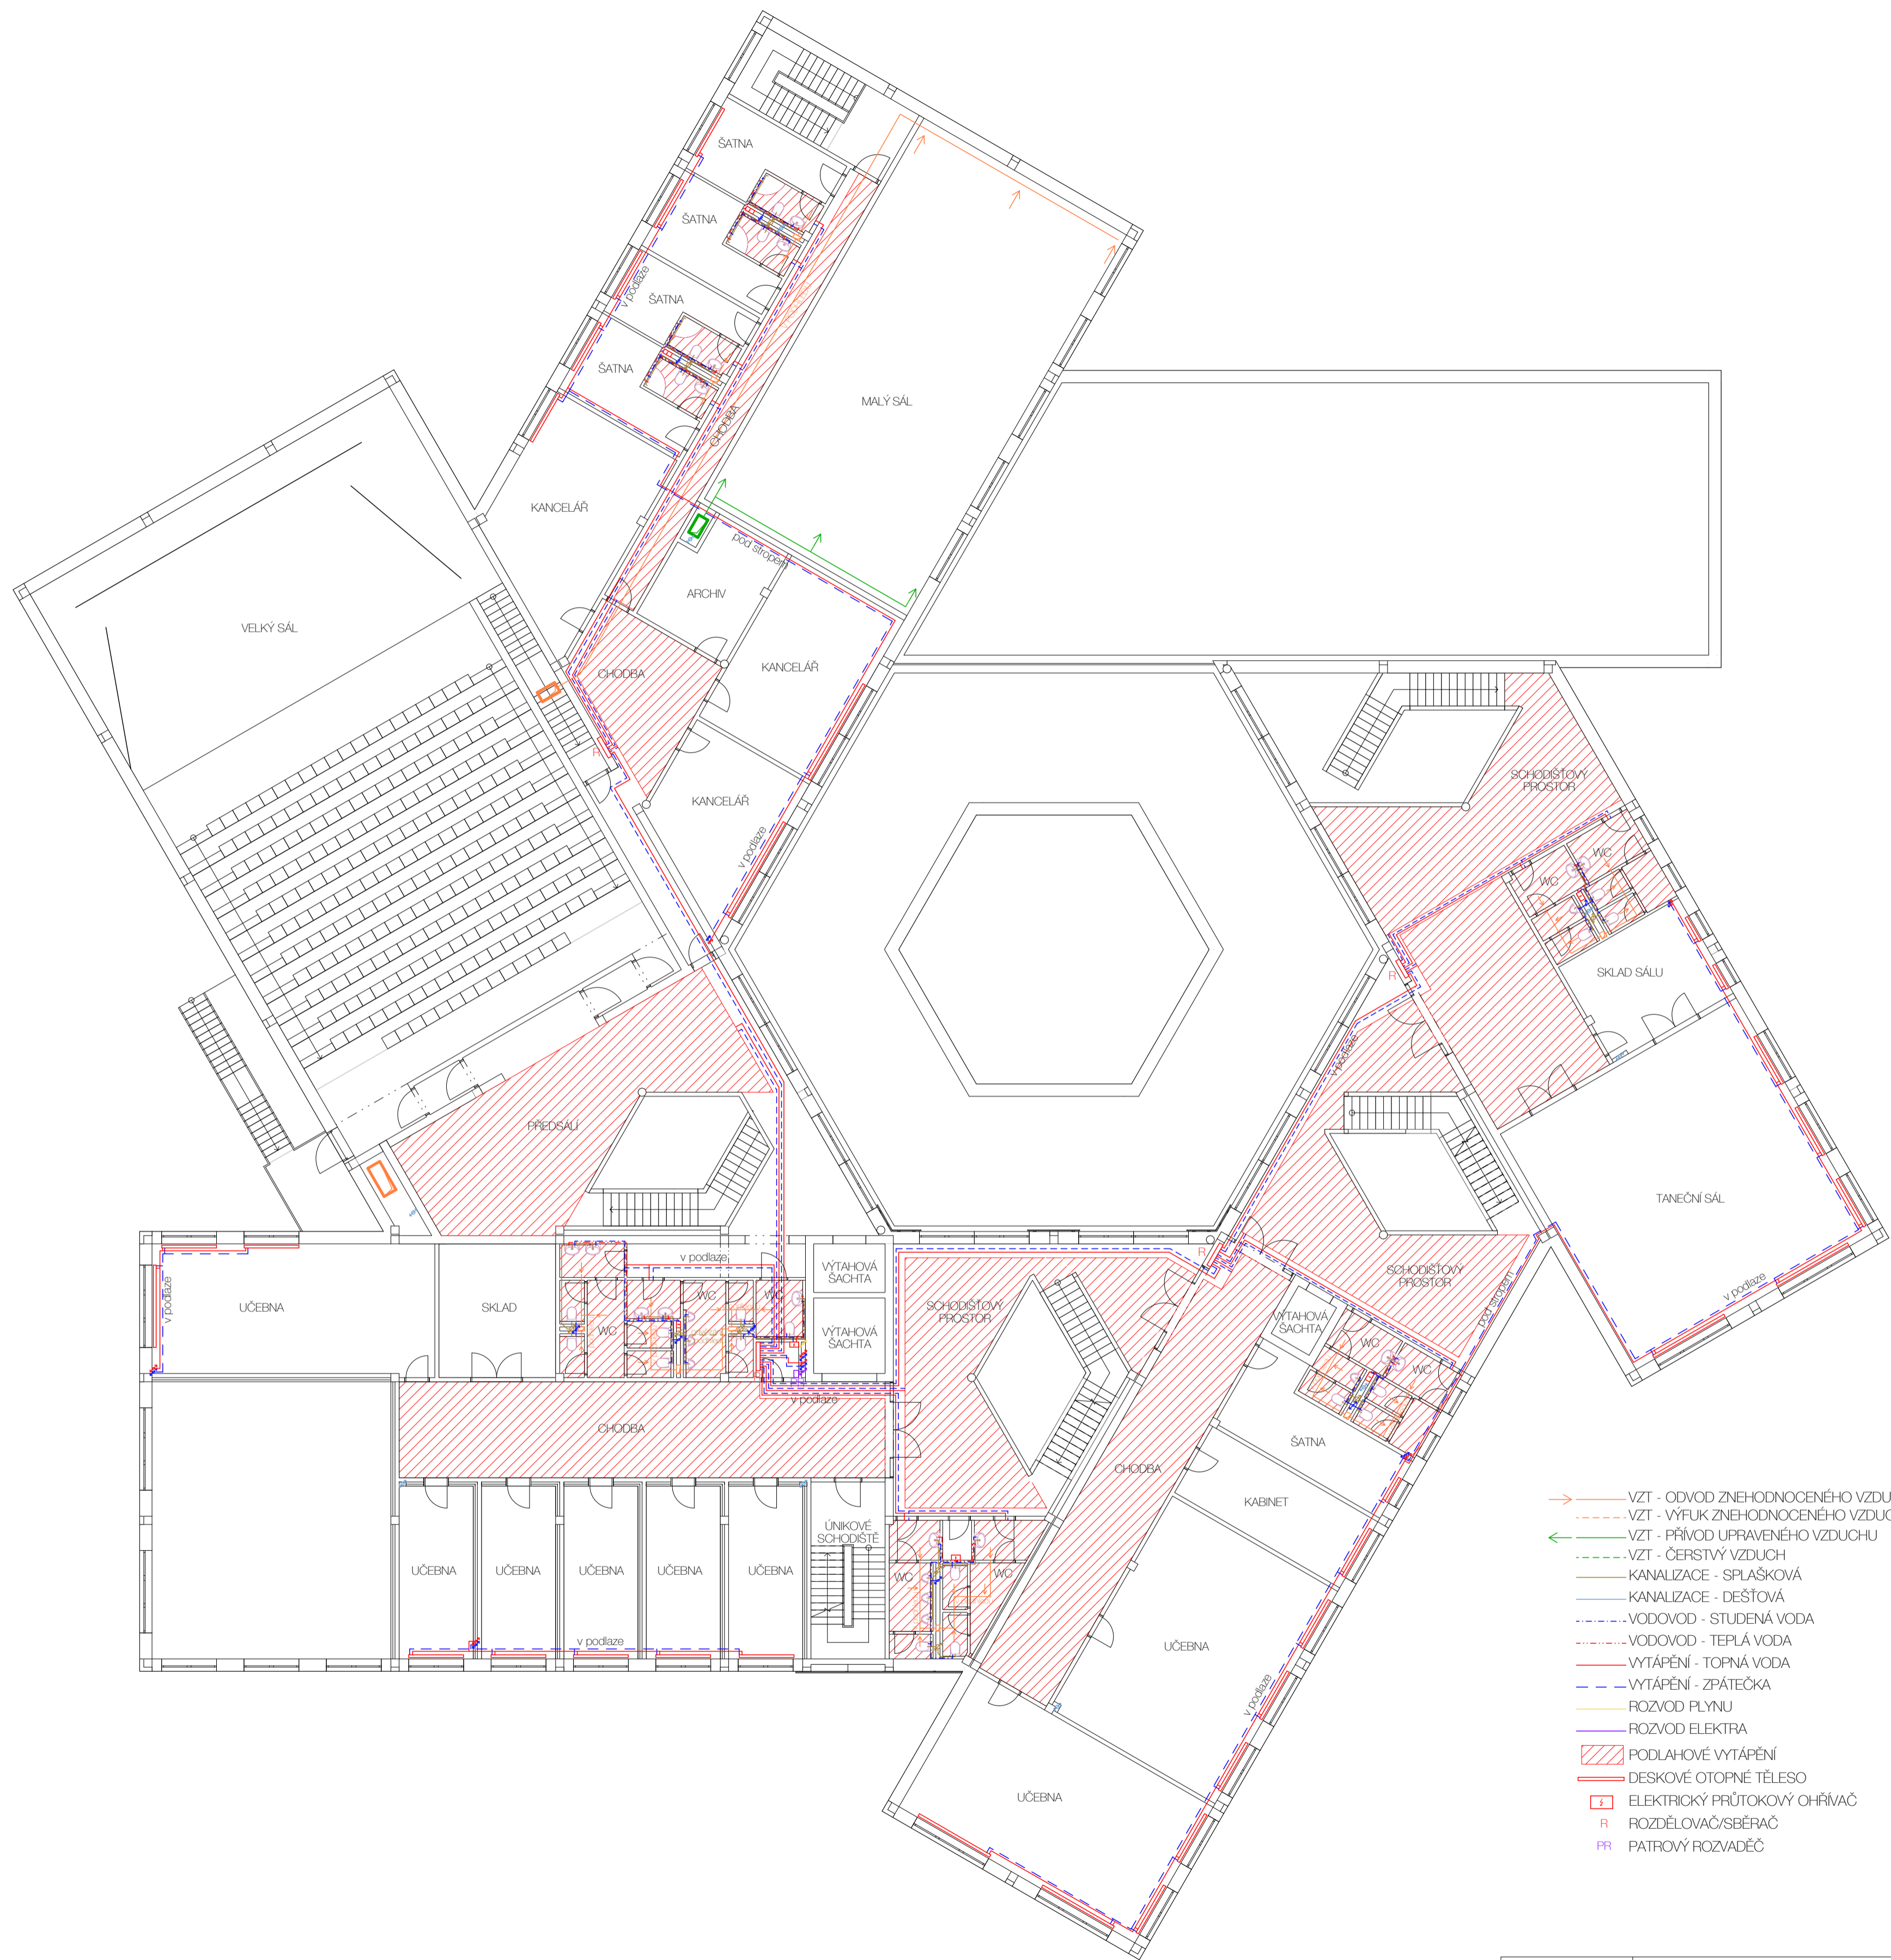 ŠATNA
ŠATNA
v podlaze
ŠATNA
ŠATNA
MALÝ SÁL
CHODBA
KANCELÁŘ
pod stropem
ARCHIV
VELKÝ SÁL
KANCELÁŘ
CHODBA
R
KANCELÁŘ
v podlaze
SCHODIŠŤOVÝ
PROSTOR
WC
WC
SKLAD SÁLU
R
v podlaze
PŘEDSÁLÍ
TANEČNÍ SÁL
v podlaze
v podlaze
UČEBNA
SKLAD
v podlaze
WC
WC
WC
VÝTAHOVÁ
ŠACHTA
VÝTAHOVÁ
ŠACHTA
v podlaze
R
SCHODIŠŤOVÝ
PROSTOR
SCHODIŠŤOVÝ
PROSTOR
pod stropem
VÝTAHOVÁ
ŠACHTA
WC
WC
CHODBA
CHODBA
ŠATNA
KABINET
ÚNIKOVÉ
SCHODIŠTĚ
UČEBNA
UČEBNA
UČEBNA
UČEBNA
UČEBNA
v podlaze
WC
WC
UČEBNA
v podlaze
UČEBNA
VZT - ODVOD ZNEHODNOCENÉHO VZDU
VZT - VÝFUK ZNEHODNOCENÉHO VZDUC
VZT - PŘÍVOD UPRAVENÉHO VZDUCHU
VZT - ČERSTVÝ VZDUCH
KANALIZACE - SPLAŠKOVÁ
KANALIZACE - DEŠŤOVÁ
VODOVOD - STUDENÁ VODA
VODOVOD - TEPLÁ VODA
VYTÁPĚNÍ - TOPNÁ VODA
VYTÁPĚNÍ - ZPÁTEČKA
ROZVOD PLYNU
ROZVOD ELEKTRA
PODLAHOVÉ VYTÁPĚNÍ
DESKOVÉ OTOPNÉ TĚLESO
ELEKTRICKÝ PRŮTOKOVÝ OHŘÍVAČ
R ROZDĚLOVAČ/SBĚRAČ
PR PATROVÝ ROZVADĚČ